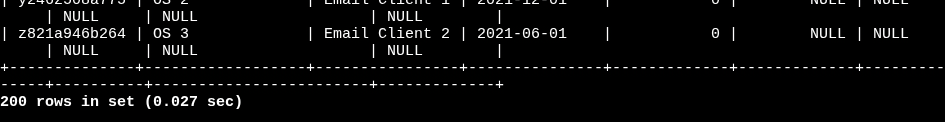 | y2462568a775 | OS 2 | Email Client 1 | 2021-12-01 | 0 | NULL | NULL
| NULL | NULL | NULL |
| z821a946b264 | OS 3 | Email Client 2 | 2021-06-01 | 0 | NULL | NULL
| NULL | NULL | NULL |
+--------------+------------------+----------------+---------------+------------+-------------+---------
-----+----------+------------------------+-------------+
200 rows in set (0.027 sec)